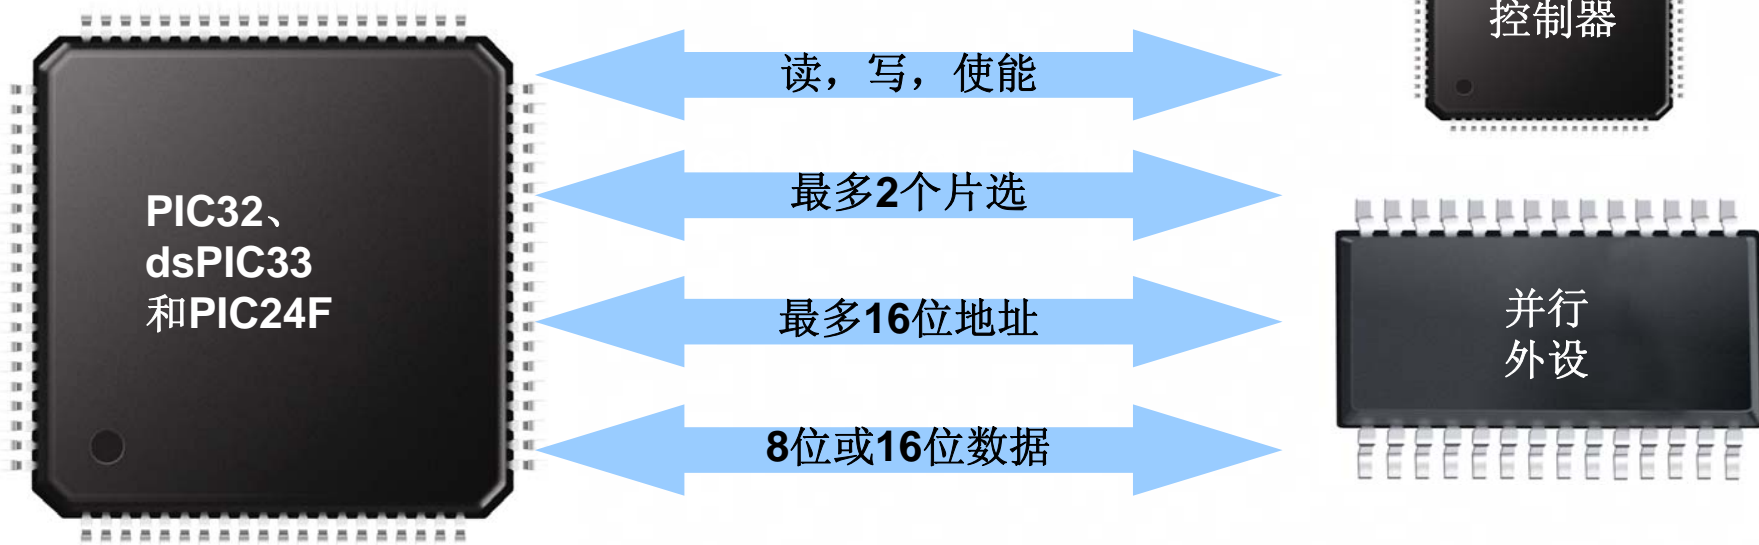 PIC32、
dsPIC33
和PIC24F
读，写，使能
最多2个片选
最多16位地址
8位或16位数据
控制器
并行
外设